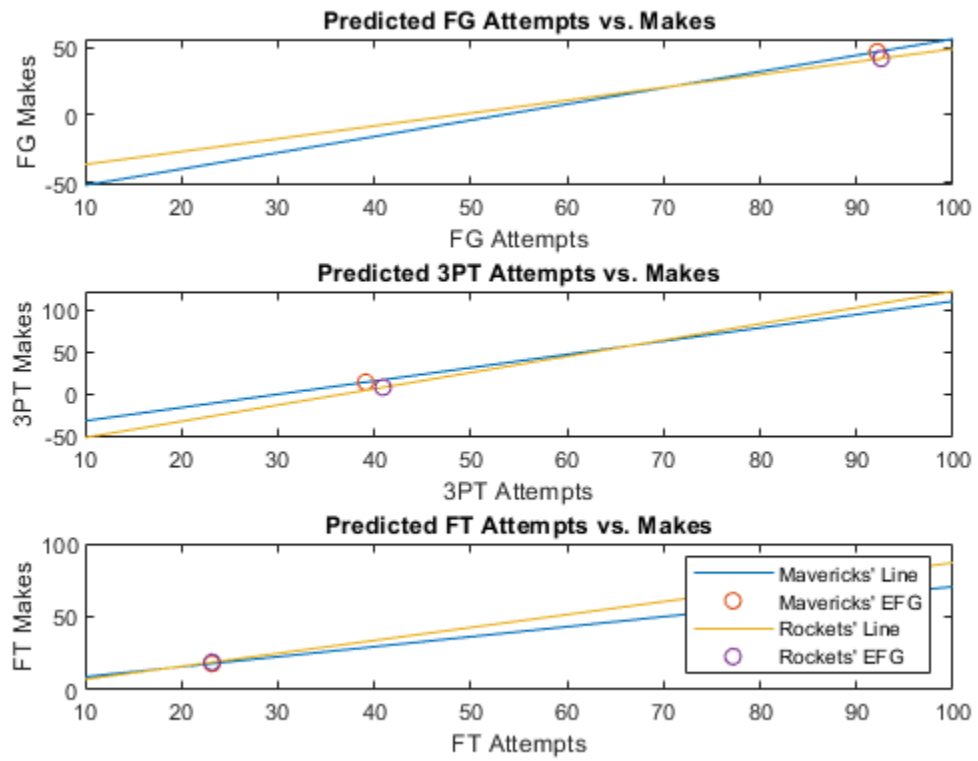 Predicted FG Attempts vs. Makes
50
0
-50
FG Makes
10 20 30 40 50 60 70 80 90 100
FG Attempts
Predicted 3PT Attempts vs. Makes
100
50
0
-50
3PT Makes
10 20 30 40 50 60 70 80 90 100
3PT Attempts
Predicted FT Attempts vs. Makes
100
50
0
FT Makes
Mavericks' Line
Mavericks' EFG
Rockets' Line
Rockets' EFG
10 20 30 40 50 60 70 80 90 100
FT Attempts